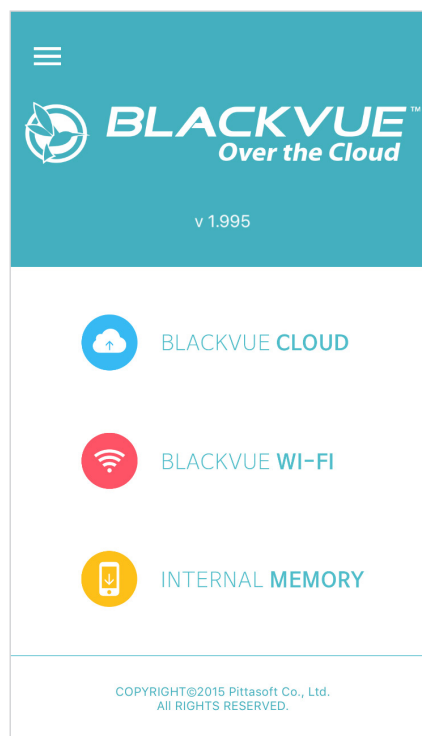 BLACKVUE™
Over the Cloud
v 1.995
BLACKVUE CLOUD
BLACKVUE WI-FI
INTERNAL MEMORY
COPYRIGHT©2015 Pittasoft Co., Ltd.
All RIGHTS RESERVED.